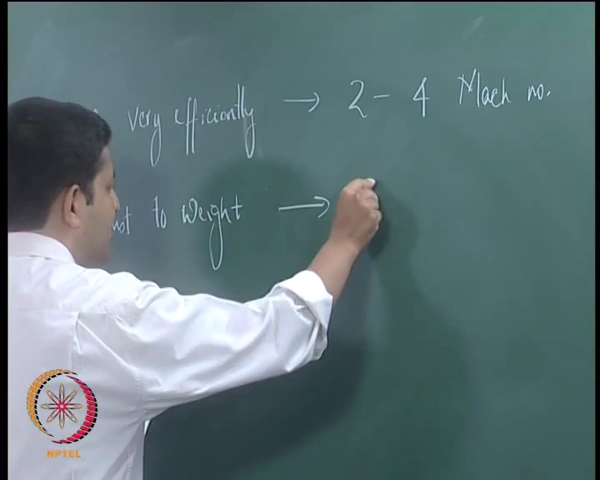 very efficiently → 2 - 4 Mach no.
to weight →
NPTEL